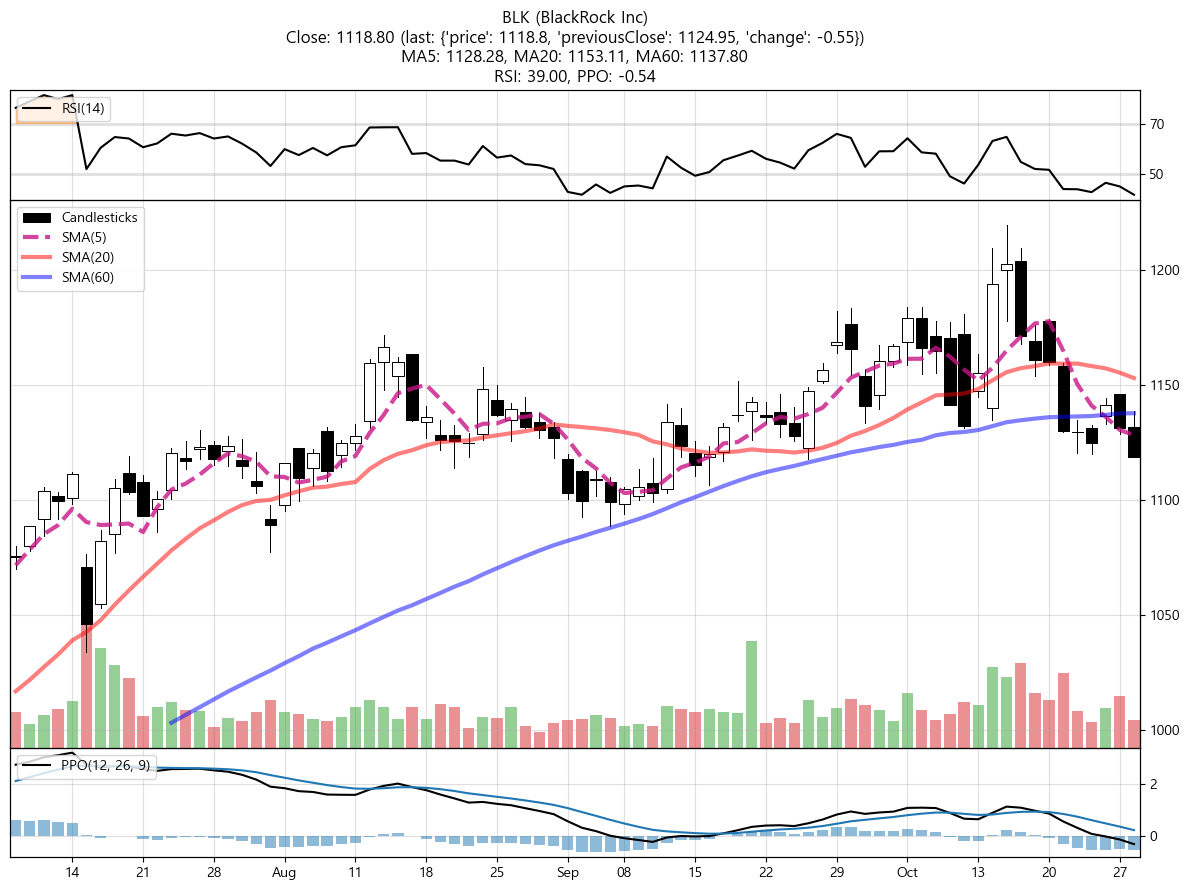 BLK (BlackRock Inc)
Close: 1118.80 (last: {'price': 1118.8, 'previousClose': 1124.95, 'change': -0.55})
MA5: 1128.28, MA20: 1153.11, MA60: 1137.80
RSI: 39.00, PPO: -0.54
RSI(14)
70
50
Candlesticks
SMA(5)
SMA(20)
SMA(60)
1200
1150
1100
1050
1000
PPO(12, 26, 9)
2
0
14 21 28 Aug 11 18 25 Sep 08 15 22 29 Oct 13 20 27